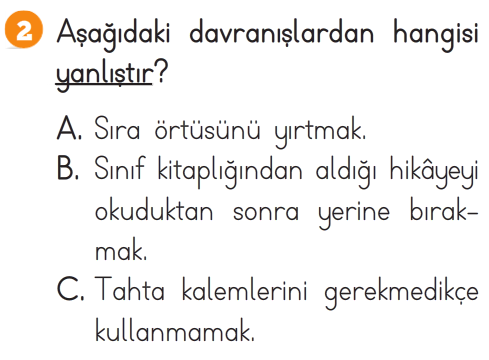 2 Aşağıdaki davranışlardan hangisi
yanlıştır?
A. Sıra örtüsünü yırtmak.
B. Sınıf kitaplığından aldığı hikâyeyi
okuduktan sonra yerine bırak-
mak.
C. Tahta kalemlerini gerekmedikçe
kullanmamak.